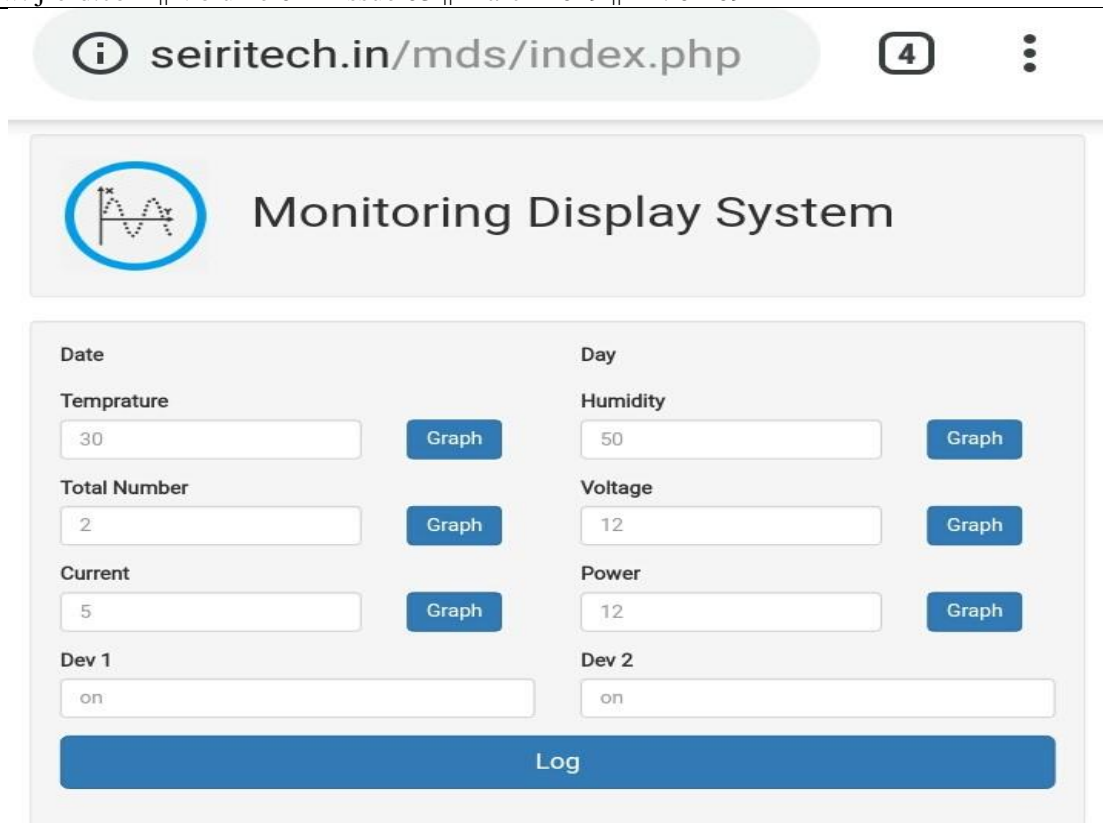 seiritech.in/mds/index.php 4
X
Y
Monitoring Display System
Date Day
Temprature Humidity
30 Graph 50 Graph
Total Number Voltage
2 Graph 12 Graph
Current Power
5 Graph 12 Graph
Dev 1 Dev 2
on on
Log